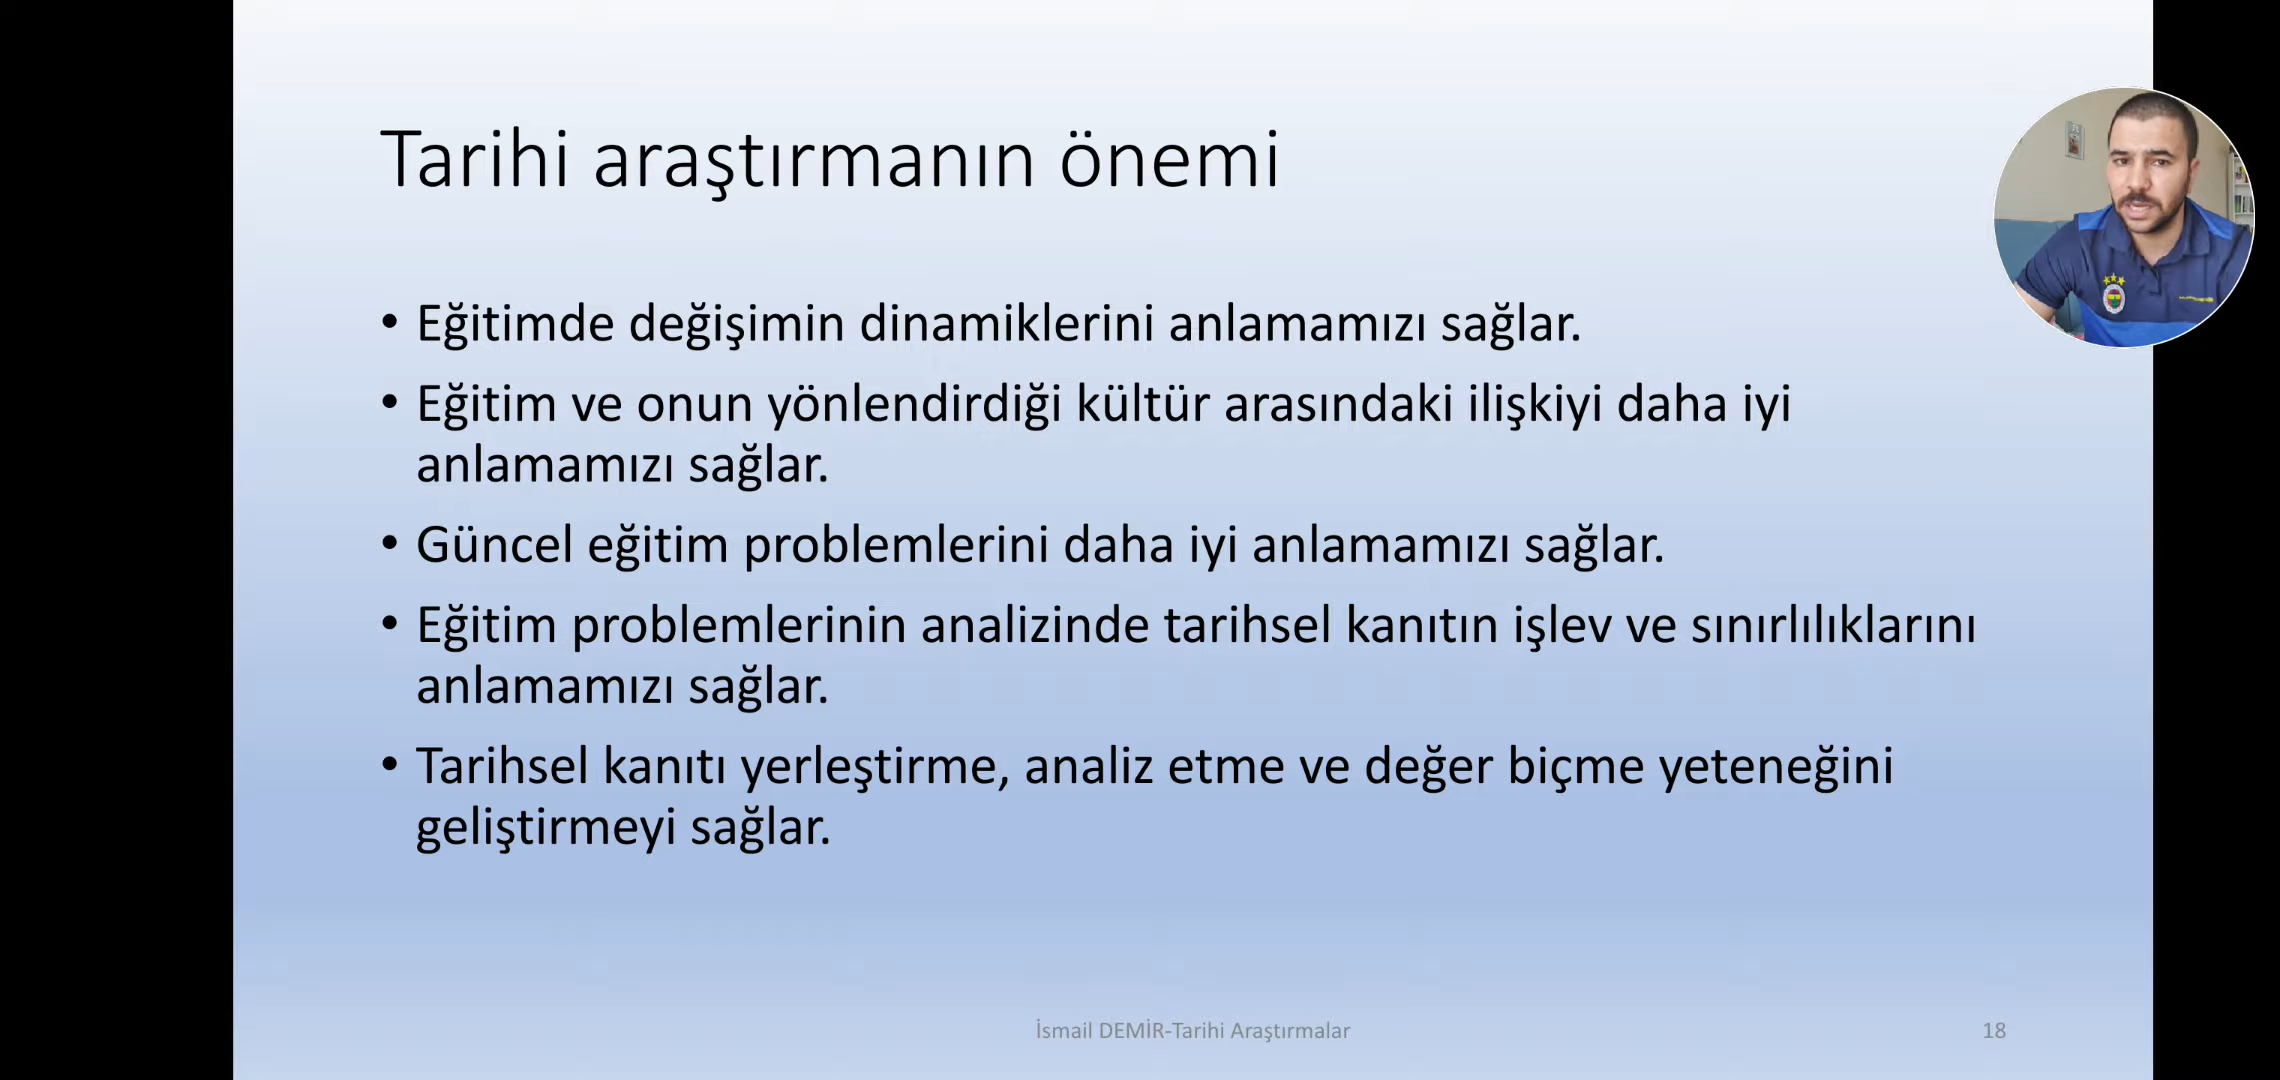 Tarihi araştırmanın önemi
• Eğitimde değişimin dinamiklerini anlamamızı sağlar.
• Eğitim ve onun yönlendirdiği kültür arasındaki ilişkiyi daha iyi
anlamamızı sağlar.
• Güncel eğitim problemlerini daha iyi anlamamızı sağlar.
• Eğitim problemlerinin analizinde tarihsel kanıtın işlev ve sınırlılıklarını
anlamamızı sağlar.
• Tarihsel kanıtı yerleştirme, analiz etme ve değer biçme yeteneğini
geliştirmeyi sağlar.
İsmail DEMİR-Tarihi Araştırmalar
18